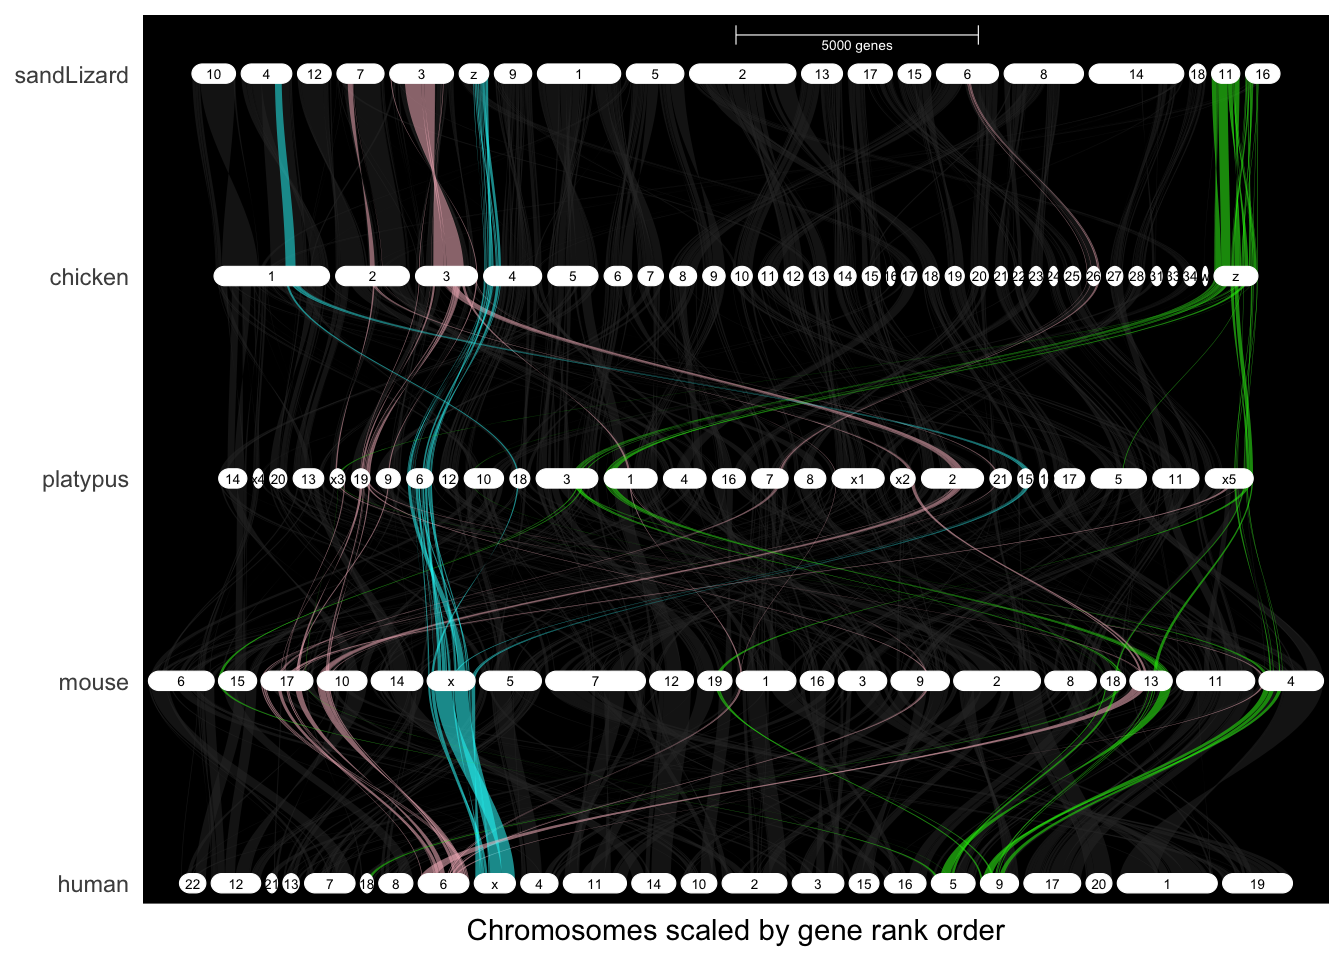 5000 genes
sandLizard 10 4 12 7 3 z 9 1 5 2 13 17 15 6 8 14 18 11 16
chicken 1 2 3 4 5 6 7 8 9 10 11 12 13 14 15 16 17 18 19 20 21 22 23 24 25 26 27 28 31 33 34 w z
platypus 14 x4 20 13 x3 19 9 6 12 10 18 3 1 4 16 7 8 x1 x2 2 21 15 1 17 5 11 x5
mouse 6 15 17 10 14 x 5 7 12 19 1 16 3 9 2 8 18 13 11 4
human 22 12 21 13 7 18 8 6 x 4 11 14 10 2 3 15 16 5 9 17 20 1 19
Chromosomes scaled by gene rank order